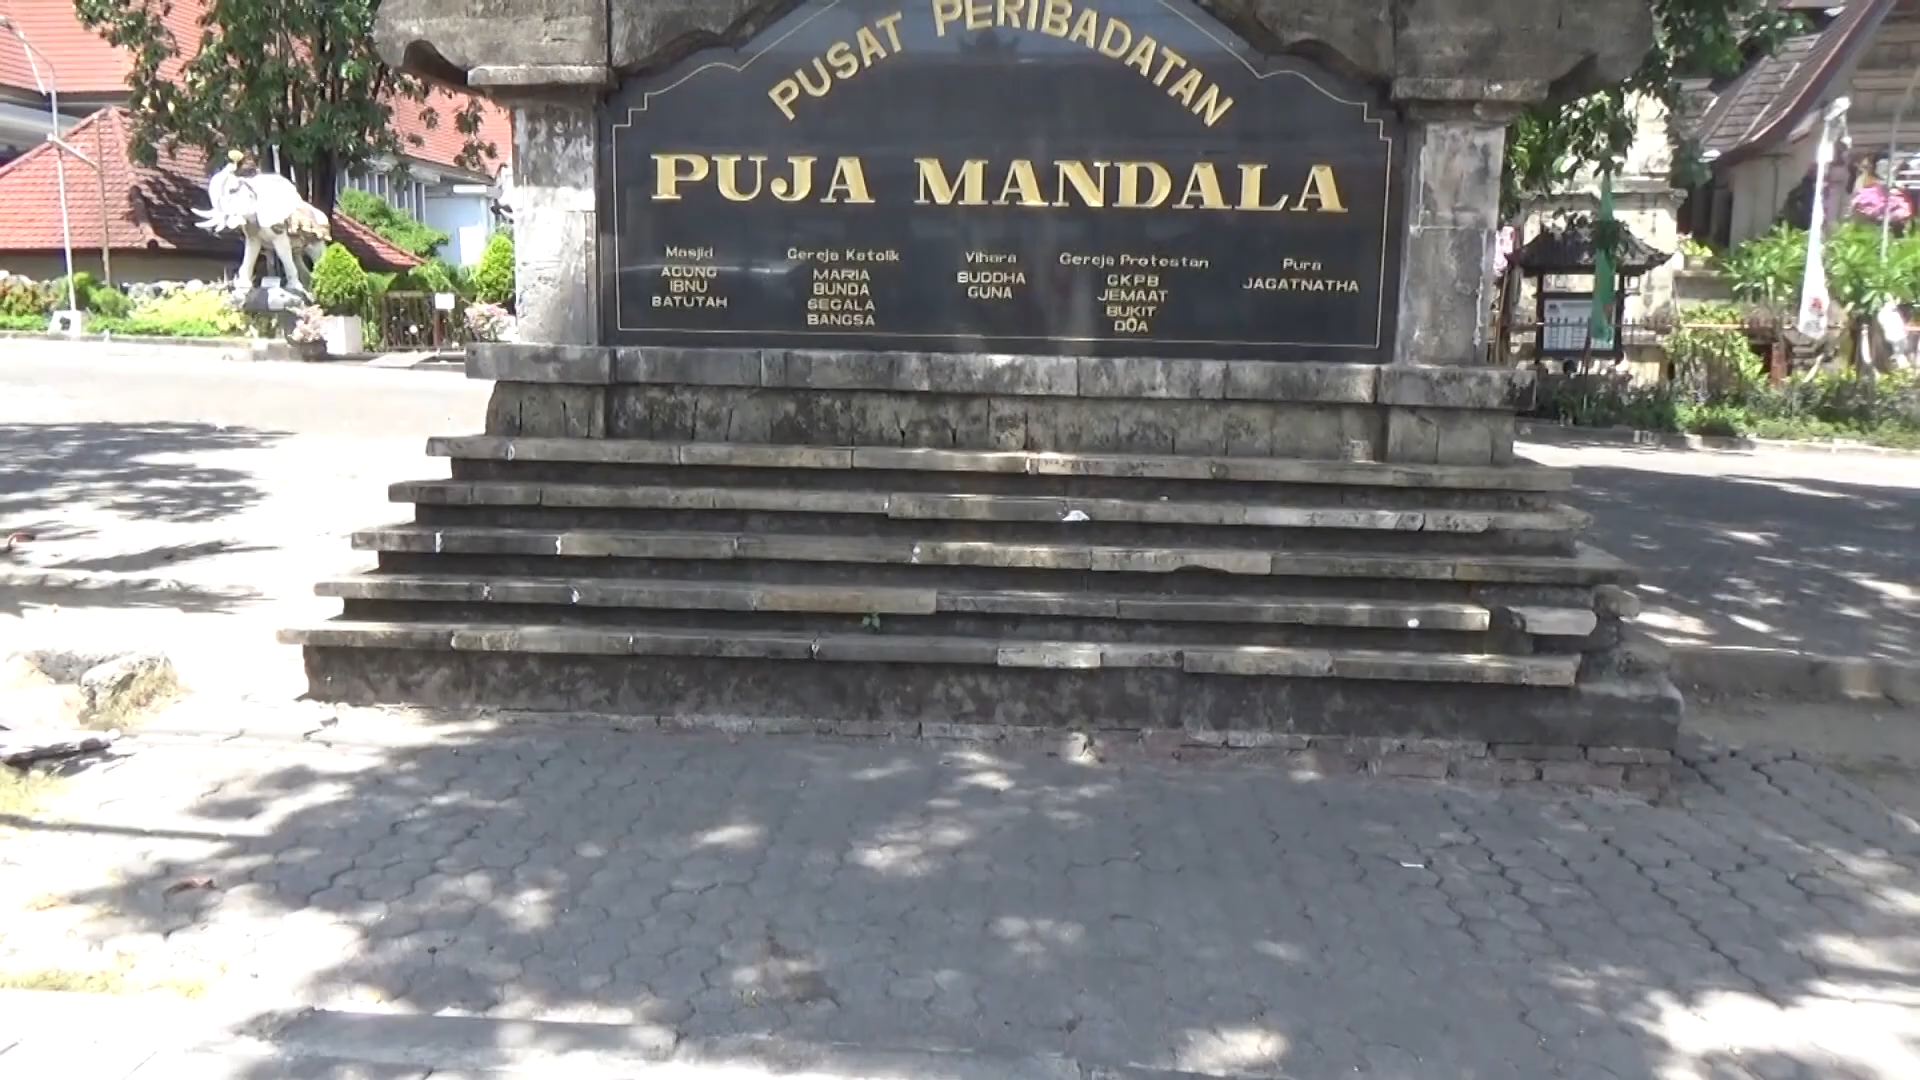 PUSAT PERIBADATAN
PUJA MANDALA
Masjid
AGUNG
IBNU
BATUTAH
Gereja Katolik
MARIA
BUNDA
SEGALA
BANGSA
Vihara
BUDDHA
GUNA
Gereja Protestan
GKPB
JEMAAT
BUKIT
DOA
Pura
JAGATNATHA